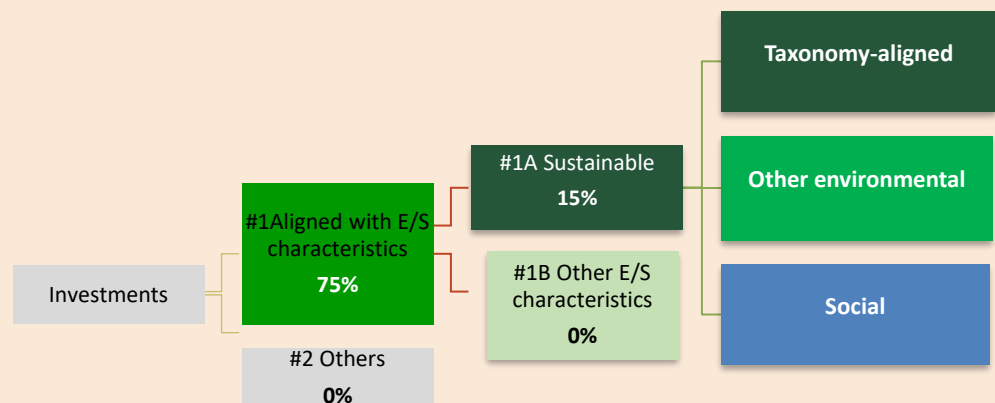 Investments
#1Aligned with E/S
characteristics
75%
#2 Others
0%
#1A Sustainable
15%
#1B Other E/S
characteristics
0%
Taxonomy-aligned
Other environmental
Social